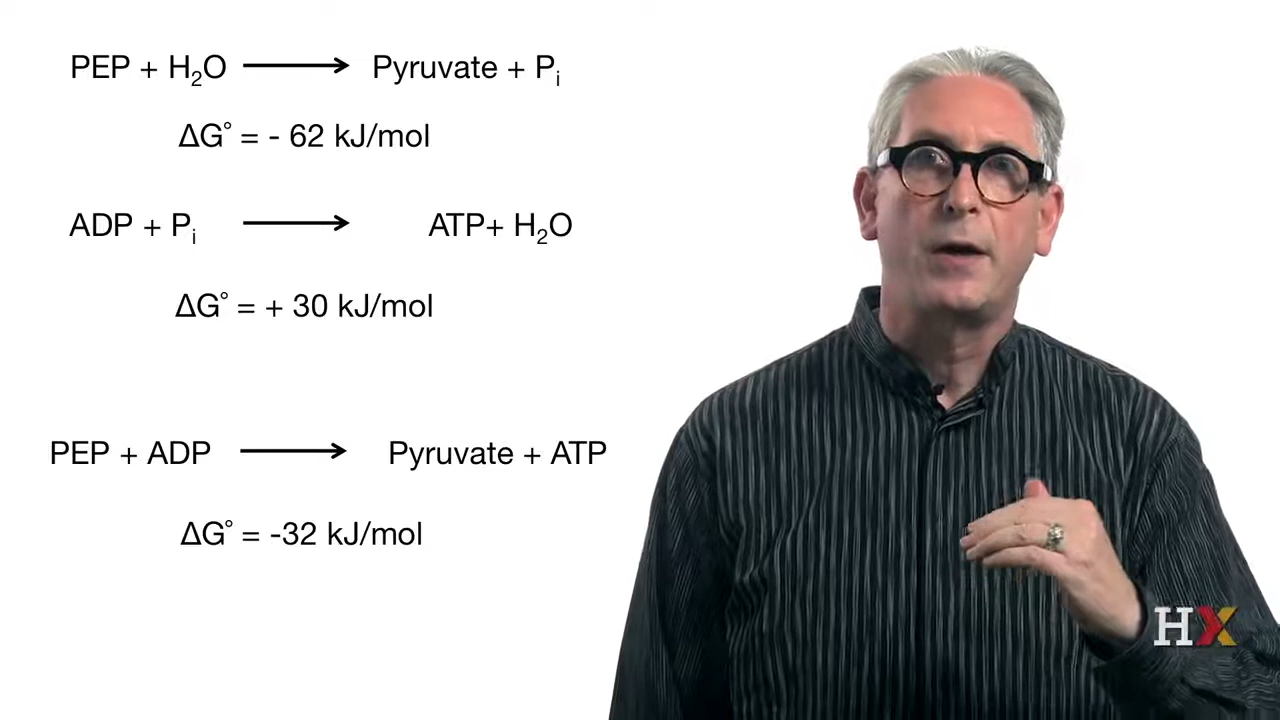 PEP + H₂O ⟶ Pyruvate + Pᵢ
ΔG° = - 62 kJ/mol
ADP + Pᵢ ⟶ ATP+ H₂O
ΔG° = + 30 kJ/mol
PEP + ADP ⟶ Pyruvate + ATP
ΔG° = -32 kJ/mol
HX